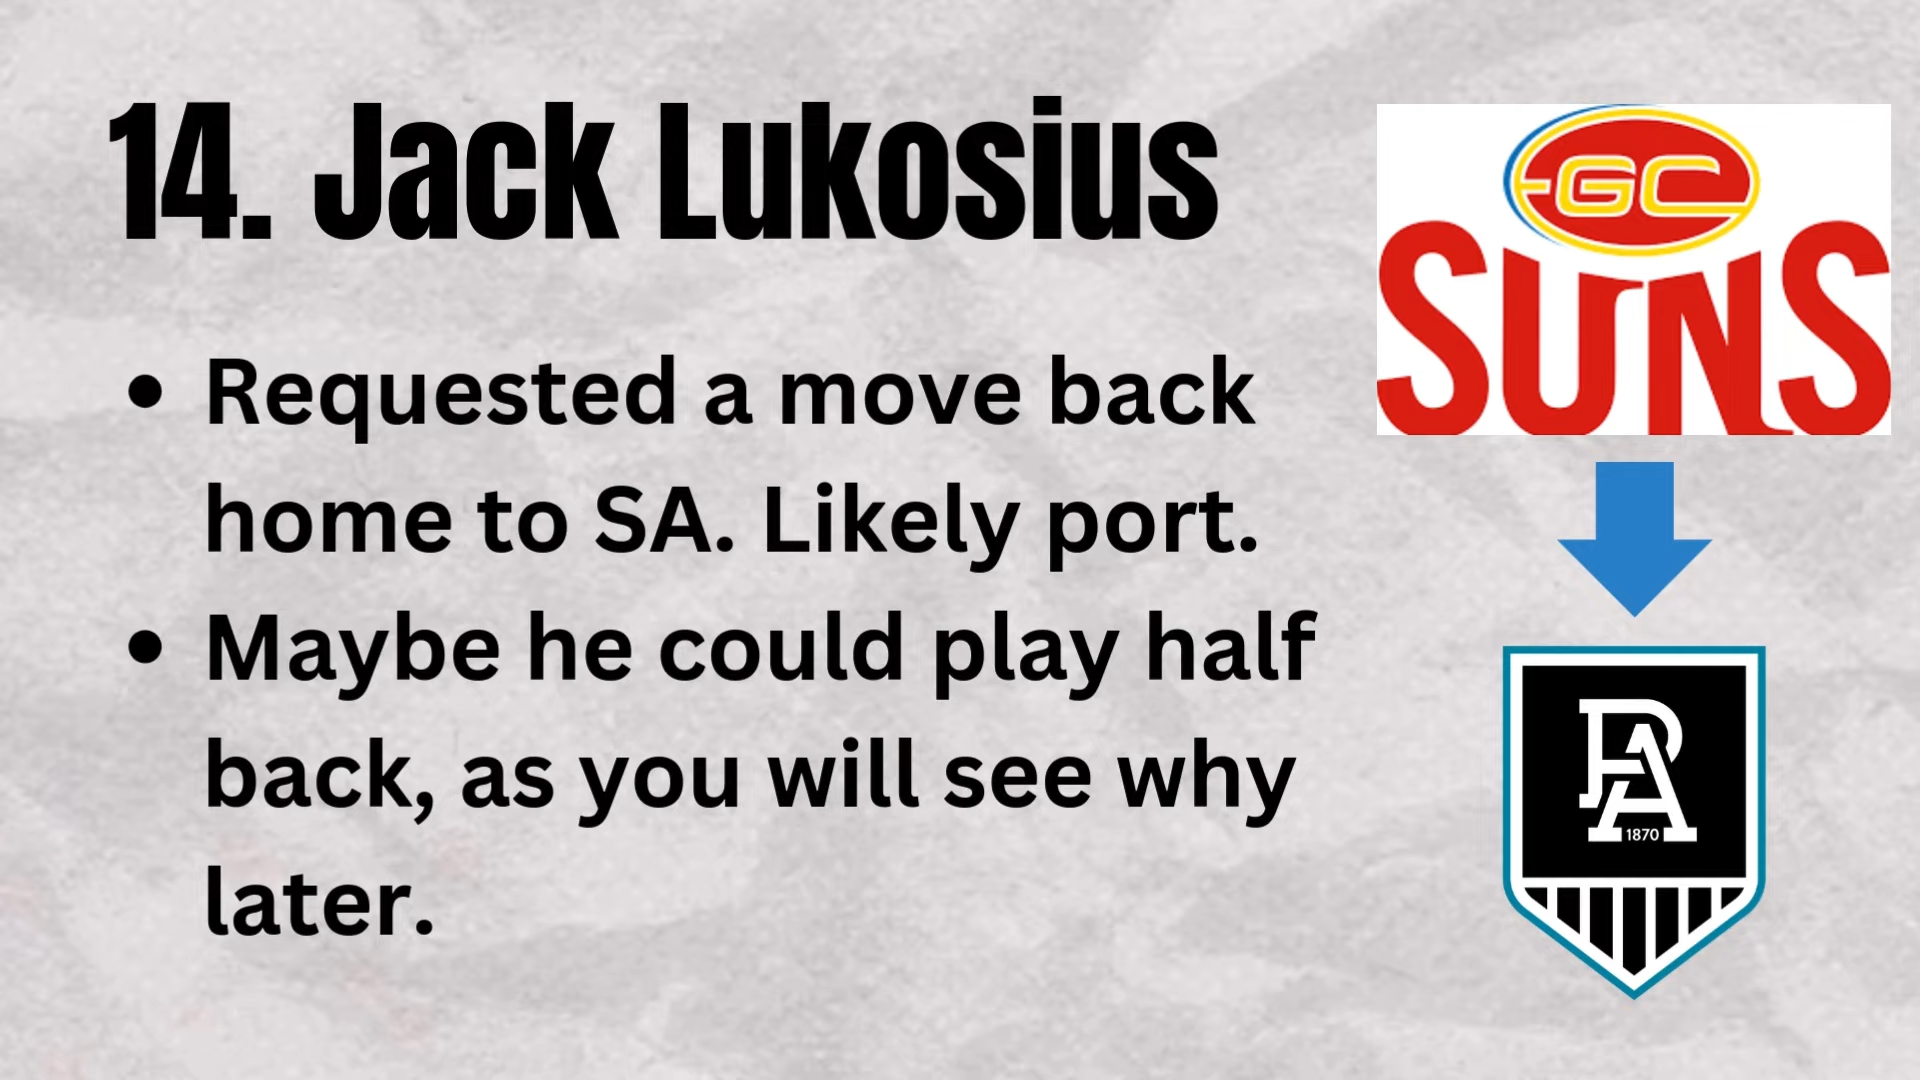 14. Jack Lukosius
GC
SUNS
• Requested a move back
home to SA. Likely port.
• Maybe he could play half
back, as you will see why
later.
PA
1870